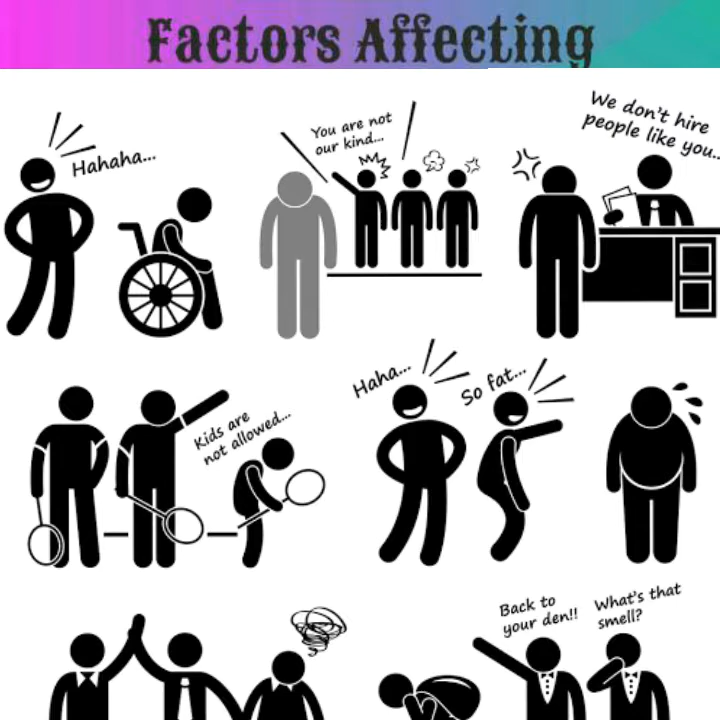 Factors Affecting
Hahaha...
You are not
our kind...
We don't hire
people like you...
Kids are
not allowed...
Haha...
So fat...
Back to
your den!!
What's that
smell?